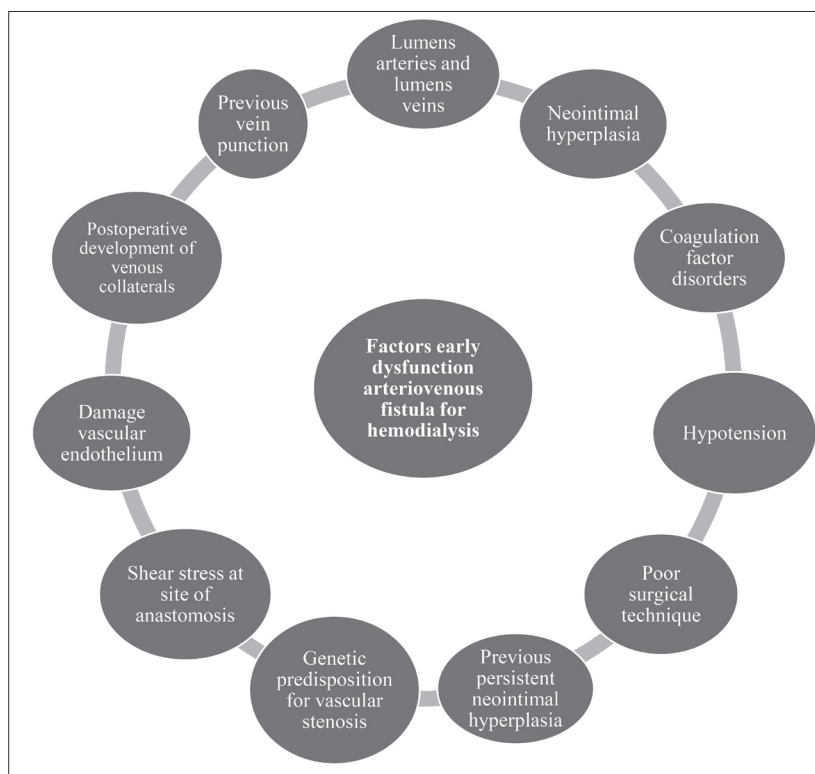 Lumens
arteries and
lumens
veins
Neointimal
hyperplasia
Coagulation
factor
disorders
Hypotension
Poor
surgical
technique
Previous
persistent
neointimal
hyperplasia
Genetic
predisposition
for vascular
stenosis
Shear stress at
site of
anastomosis
Damage
vascular
endothelium
Postoperative
development of
venous
collaterals
Previous
vein
punction
Factors early
dysfunction
arteriovenous
fistula for
hemodialysis